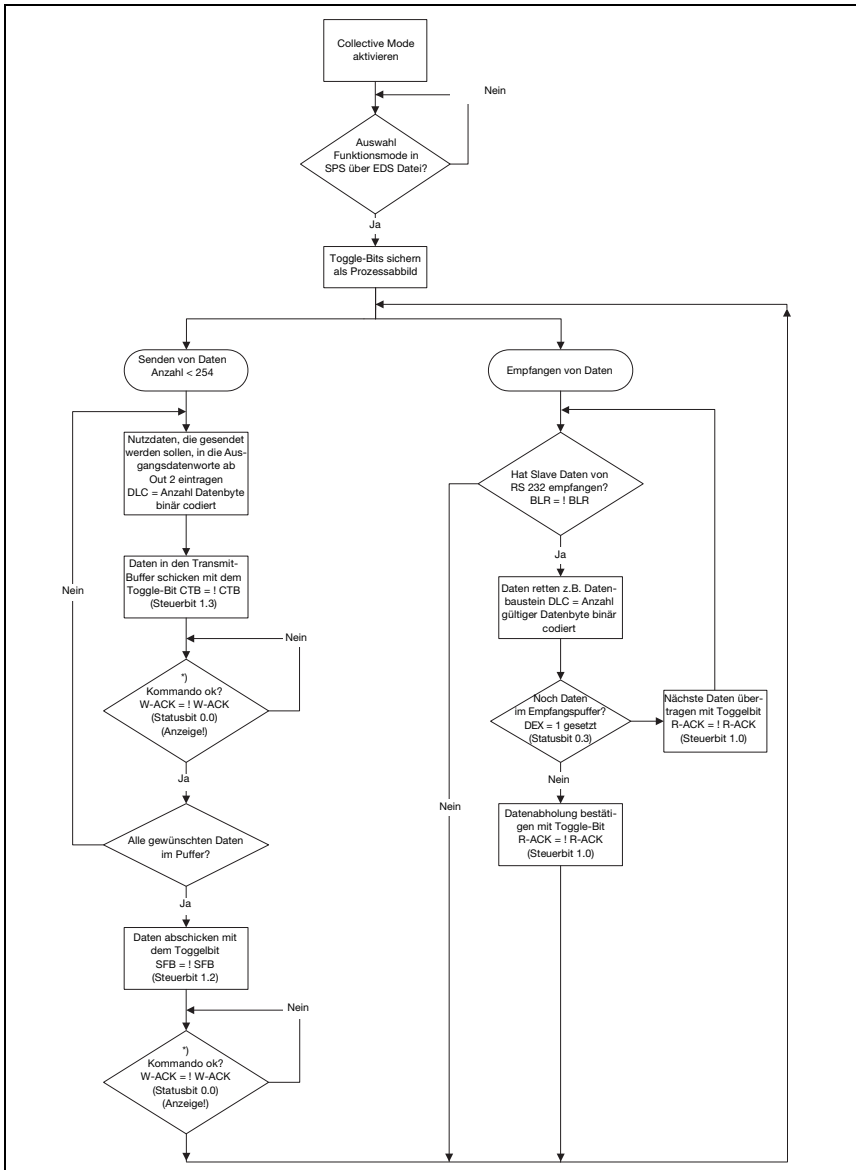 Collective Mode
aktivieren
Nein
Auswahl
Funktionsmode in
SPS über EDS Datei?
Ja
Toggle-Bits sichern
als Prozessabbild
Senden von Daten
Anzahl < 254
Nutzdaten, die gesendet
werden sollen, in die Aus-
gangsdatenworte ab
Out 2 eintragen
DLC = Anzahl Datenbyte
binär codiert
Daten in den Transmit-
Buffer schicken mit dem
Toggle-Bit CTB = ! CTB
(Steuerbit 1.3)
Nein
Nein
*)
Kommando ok?
W-ACK = ! W-ACK
(Statusbit 0.0)
(Anzeige!)
Ja
Alle gewünschten Daten
im Puffer?
Ja
Daten abschicken mit
dem Toggelbit
SFB = ! SFB
(Steuerbit 1.2)
Nein
*)
Kommando ok?
W-ACK = ! W-ACK
(Statusbit 0.0)
(Anzeige!)
Empfangen von Daten
Hat Slave Daten von
RS 232 empfangen?
BLR = ! BLR
Ja
Daten retten z.B. Daten-
baustein DLC = Anzahl
gültiger Datenbyte binär
codiert
Noch Daten
im Empfangspuffer?
DEX = 1 gesetzt
(Statusbit 0.3)
Nächste Daten über-
tragen mit Toggelbit
R-ACK = ! R-ACK
(Steuerbit 1.0)
Nein
Nein
Datenabholung bestäti-
gen mit Toggle-Bit
R-ACK = ! R-ACK
(Steuerbit 1.0)